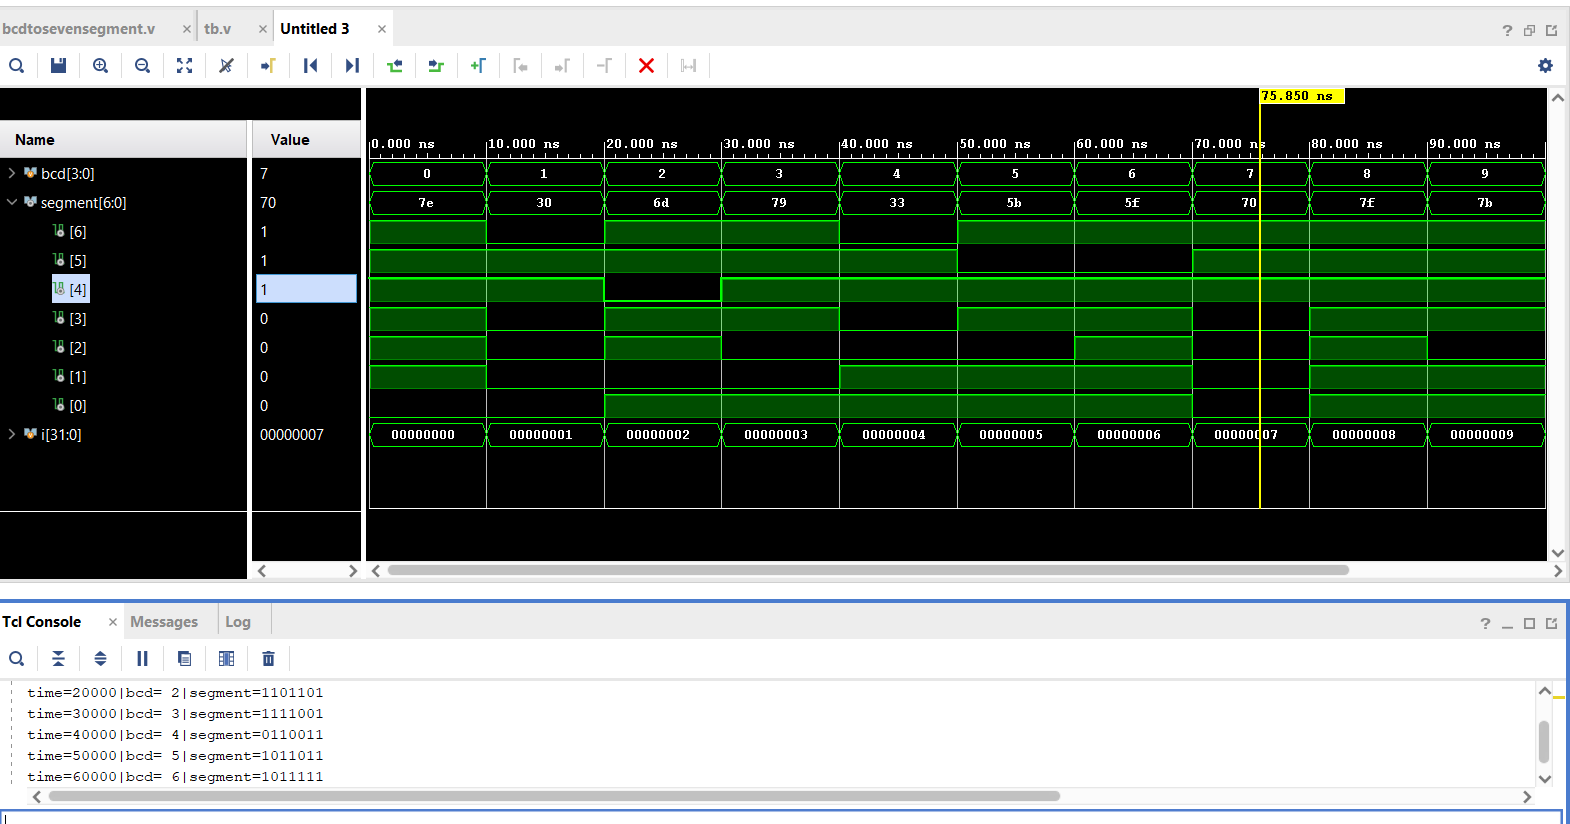 bcdtosevensegment.v × tb.v × Untitled 3 ×
?
75.850 ns
Name Value
0.000 ns 10.000 ns 20.000 ns 30.000 ns 40.000 ns 50.000 ns 60.000 ns 70.000 ns 80.000 ns 90.000 ns
bcd[3:0] 7 0 1 2 3 4 5 6 7 8 9
segment[6:0] 70 7e 30 6d 79 33 5b 5f 70 7f 7b
[6] 1
[5] 1
[4] 1
[3] 0
[2] 0
[1] 0
[0] 0
i[31:0] 00000007 00000000 00000001 00000002 00000003 00000004 00000005 00000006 00000007 00000008 00000009
Tcl Console × Messages Log
?
time=20000|bcd= 2|segment=1101101
time=30000|bcd= 3|segment=1111001
time=40000|bcd= 4|segment=0110011
time=50000|bcd= 5|segment=1011011
time=60000|bcd= 6|segment=1011111